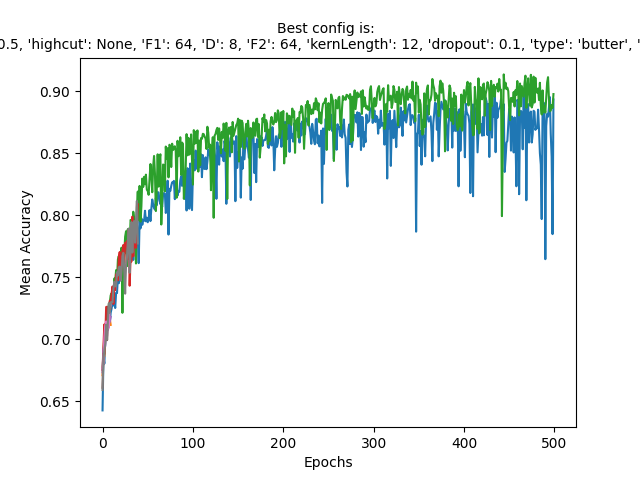 Best config is:
0.5, 'highcut': None, 'F1': 64, 'D': 8, 'F2': 64, 'kernLength': 12, 'dropout': 0.1, 'type': 'butter', '
0.90
0.85
0.80
0.75
0.70
0.65
Mean Accuracy
0 100 200 300 400 500
Epochs